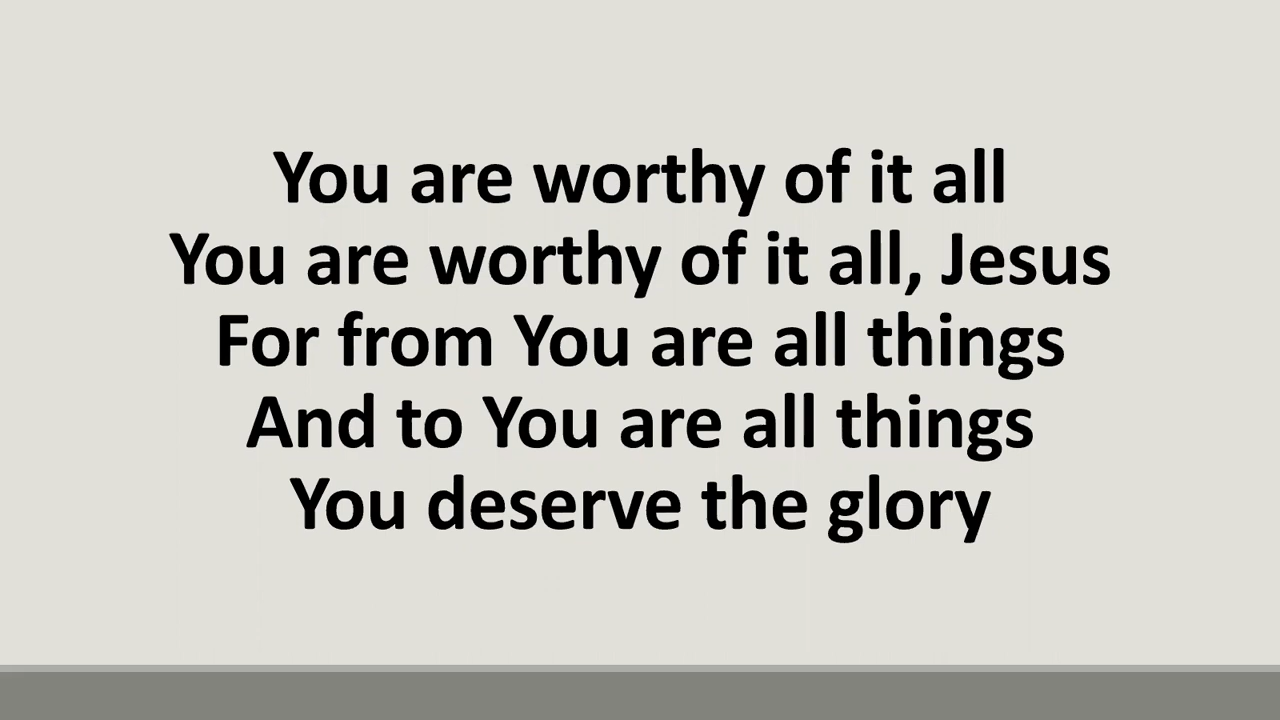 You are worthy of it all
You are worthy of it all, Jesus
For from You are all things
And to You are all things
You deserve the glory